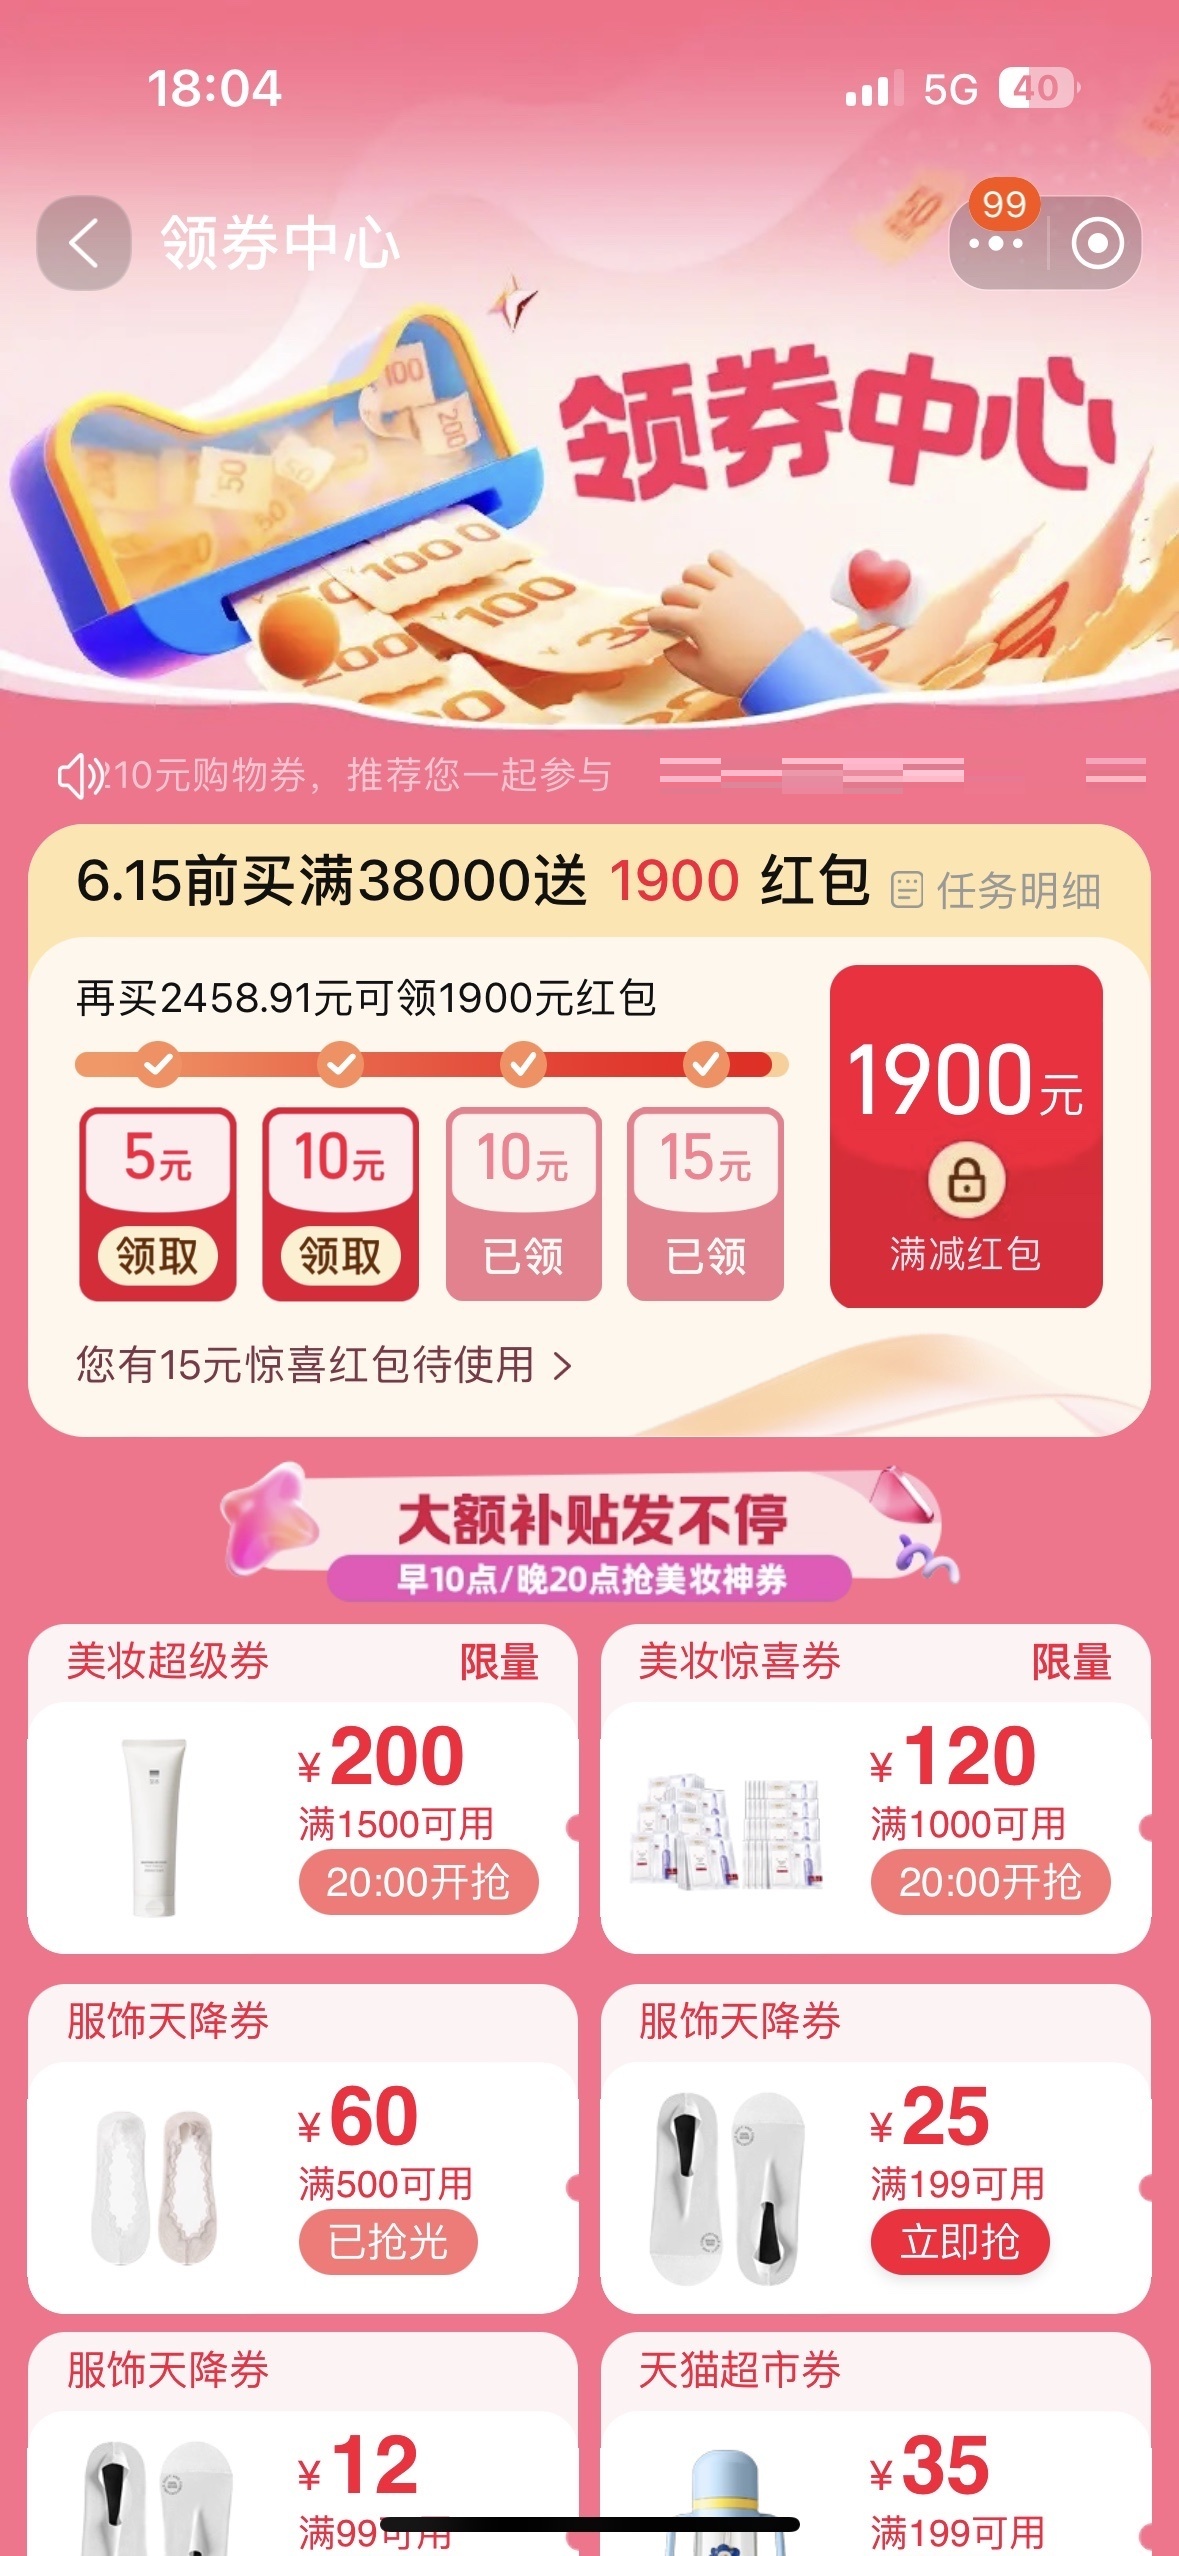 18:04
5G 40
99
领券中心
领券中心
210元购物券，推荐您一起参与
6.15前买满38000送 1900 红包 任务明细
再买2458.91元可领1900元红包
5元 10元 10元 15元
领取 领取 已领 已领
1900元
满减红包
您有15元惊喜红包待使用 >
大额补贴发不停
早10点/晚20点抢美妆神券
美妆超级券 限量
¥200
满1500可用
20:00开抢
美妆惊喜券 限量
¥120
满1000可用
20:00开抢
服饰天降券
¥60
满500可用
已抢光
服饰天降券
¥25
满199可用
立即抢
服饰天降券
¥12
满99可用
天猫超市券
¥35
满199可用